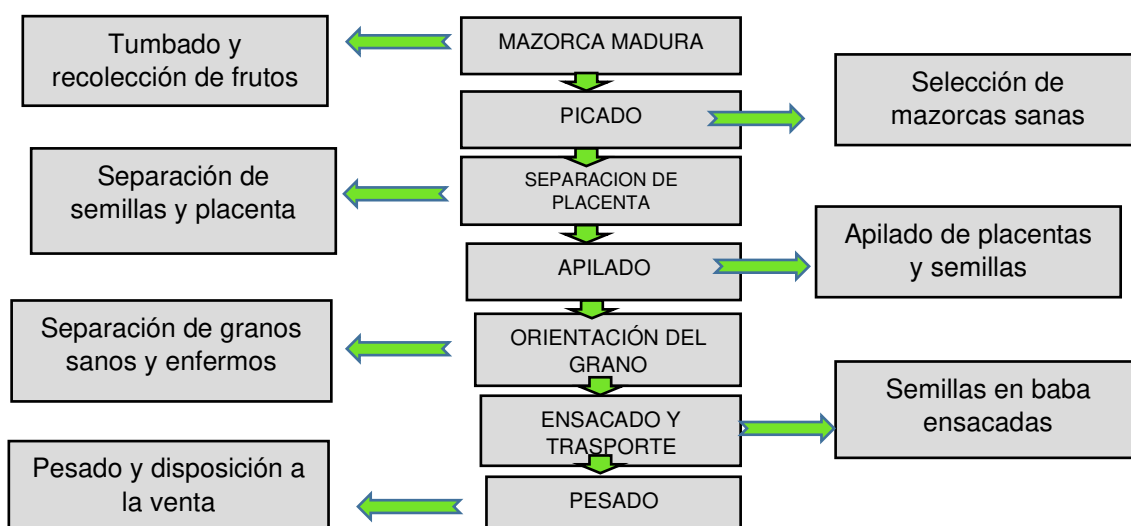 Tumbado y
recolección de frutos
MAZORCA MADURA
PICADO
Selección de
mazorcas sanas
Separación de
semillas y placenta
SEPARACION DE
PLACENTA
APILADO
Apilado de placentas
y semillas
Separación de granos
sanos y enfermos
ORIENTACIÓN DEL
GRANO
ENSACADO Y
TRASPORTE
Semillas en baba
ensacadas
Pesado y disposición a
la venta
PESADO